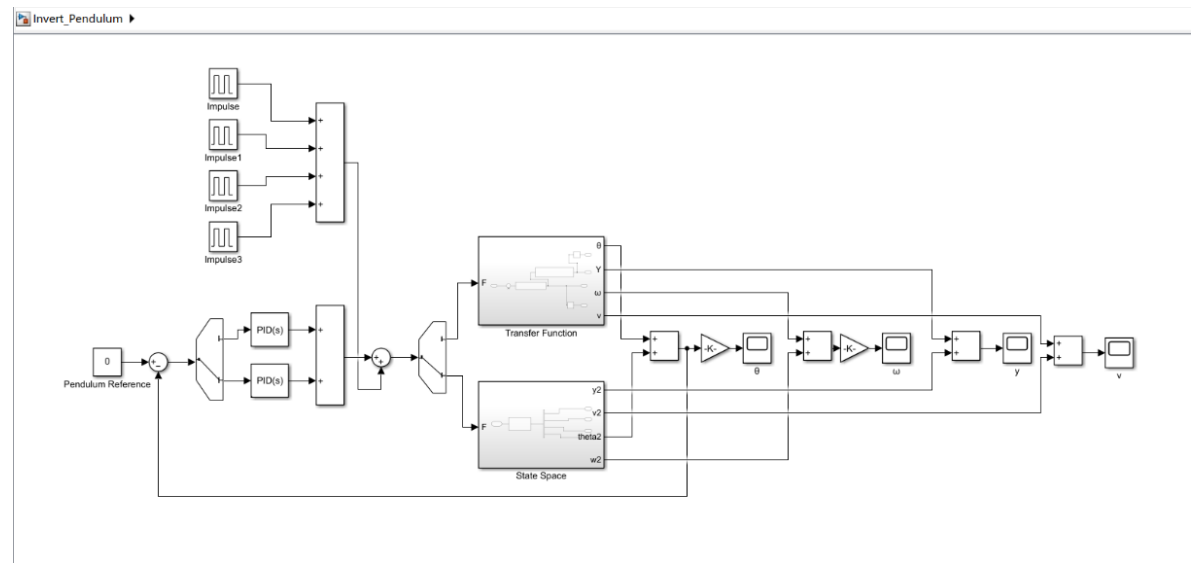 Invert_Pendulum
Impulse
+
Impulse1
+
Impulse2
+
Impulse3
+
θ
Y
F
ω
v
Transfer Function
PID(s)
+
PID(s)
+
0
Pendulum Reference
+
-
+
+
+
+
-K-
θ
+
+
-K-
ω
+
+
y
+
+
v
y2
v2
F
theta2
w2
State Space